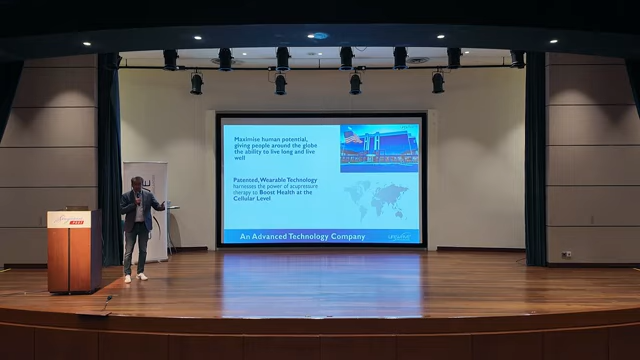 Maximise human potential,
giving people around the globe
the ability to live long and live
well
Patented, Wearable Technology
harnesses the power of acupressure
therapy to Boost Health at the
Cellular Level
An Advanced Technology Company